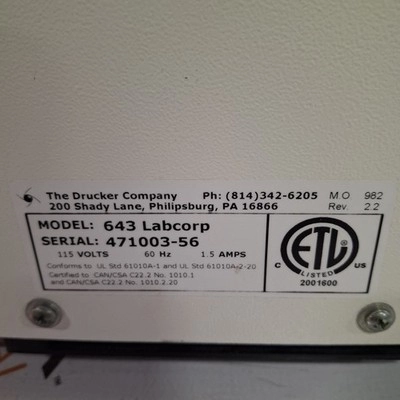 The Drucker Company Ph: (814)342-6205 M O 982
200 Shady Lane, Philipsburg, PA 16866 Rev. 2.2
MODEL: 643 Labcorp
SERIAL: 471003-56
115 VOLTS 60 Hz 1.5 AMPS
Conforms to UL Std 61010A-1 and UL Std 61010A-2-20
Certified to CAN/CSA C22.2 No. 1010.1
and CAN/CSA C22.2 No. 1010.2.20
ETL ®
C US
LISTED
2001600